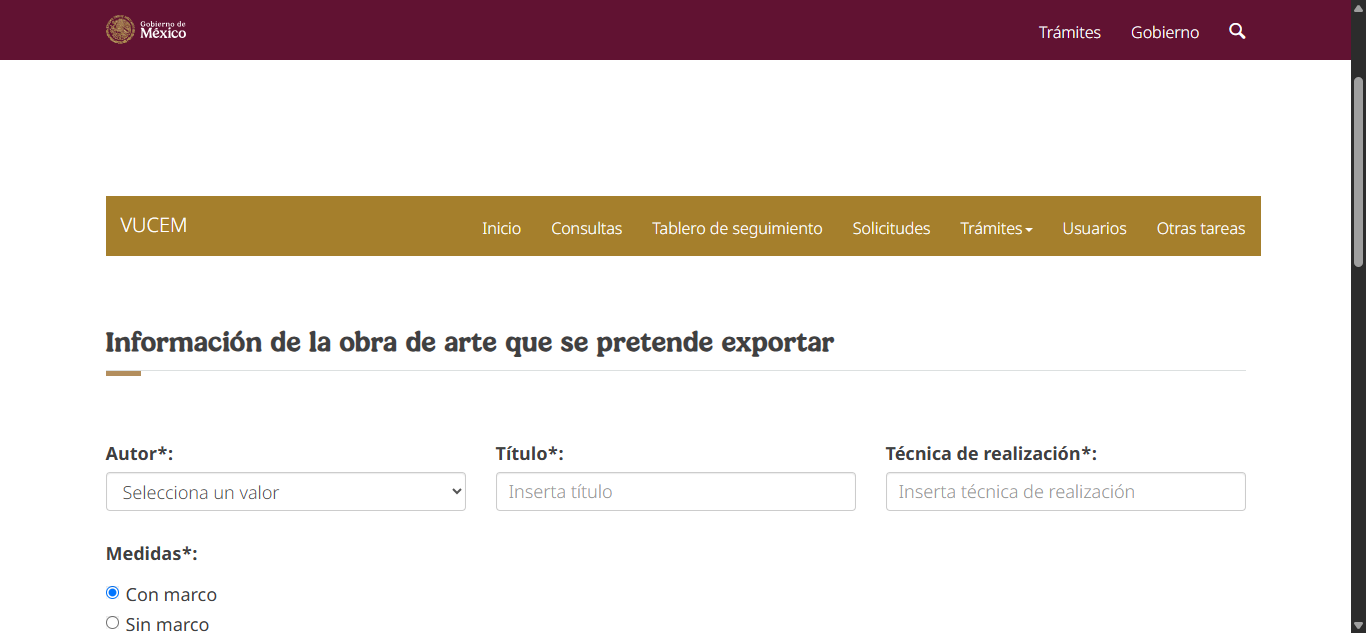 Gobierno de
México
Trámites Gobierno
VUCEM Inicio Consultas Tablero de seguimiento Solicitudes Trámites Usuarios Otras tareas
Información de la obra de arte que se pretende exportar
Autor*: Título*: Técnica de realización*:
Selecciona un valor Inserta título Inserta técnica de realización
Medidas*:
Con marco
Sin marco